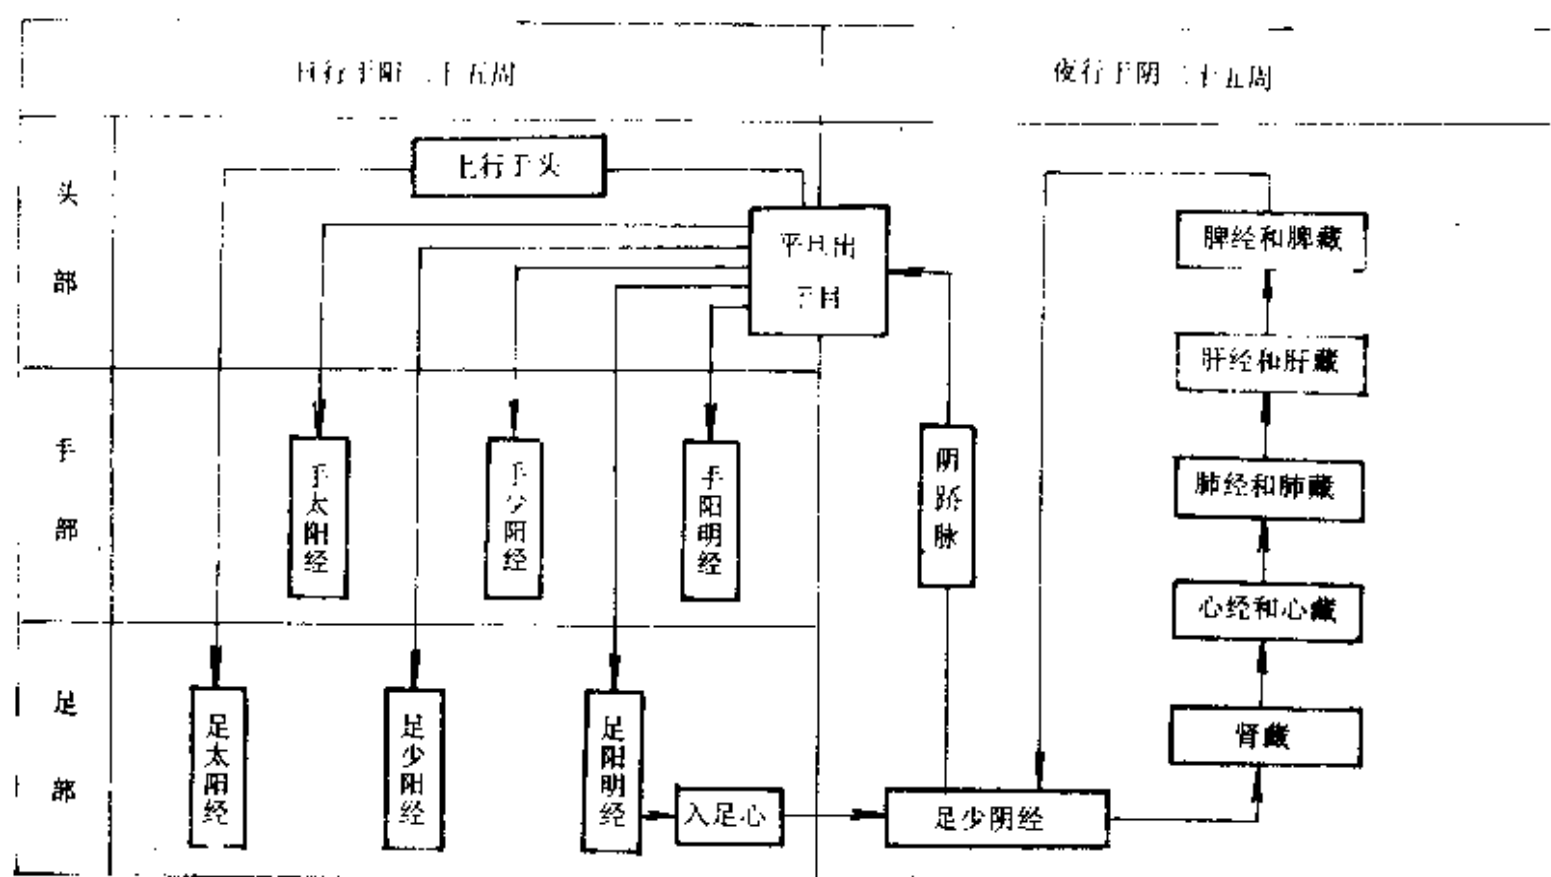 日行于阳二十五周
夜行于阴二十五周
头部
上行于头
平旦出
于目
脾经和脾藏
肝经和肝藏
手部
手太阳经
手少阳经
手阳明经
阴跷脉
肺经和肺藏
心经和心藏
足部
足太阳经
足少阳经
足阳明经
入足心
足少阴经
肾藏